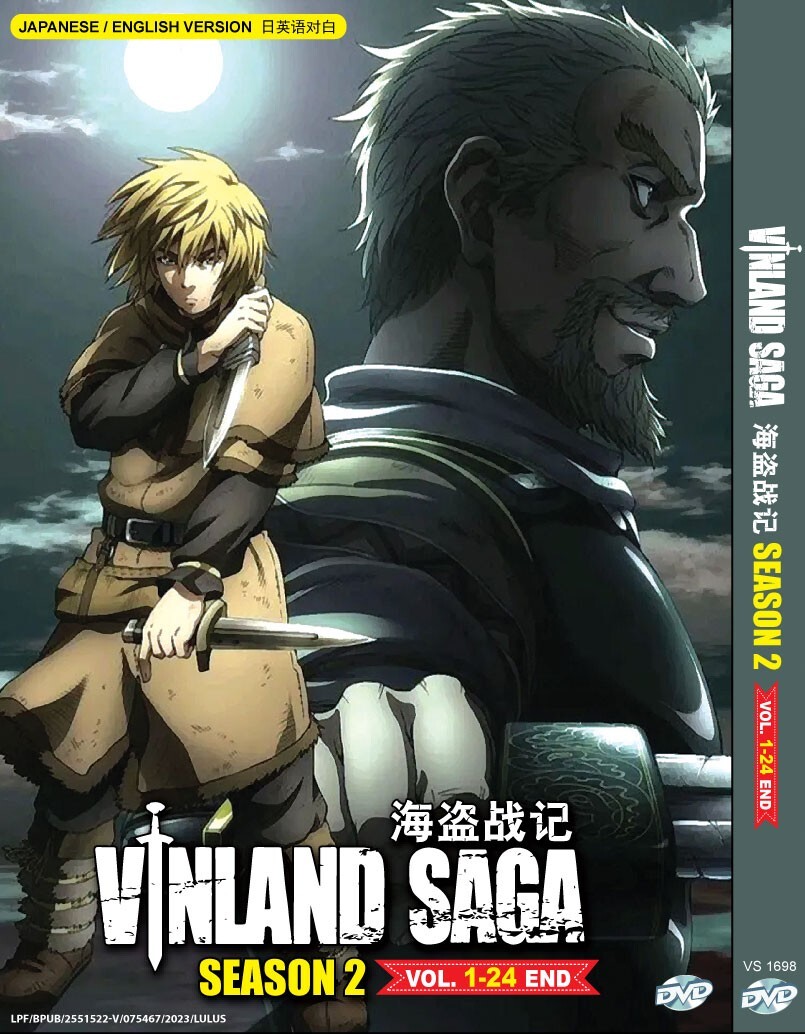 JAPANESE / ENGLISH VERSION 日英语对白
海盗战记
VINLAND SAGA
SEASON 2 VOL. 1-24 END
LPF/BPUB/2551522-V/075467/2023/LULUS
DVD
VINLAND SAGA 海盗战记 SEASON 2 VOL. 1-24 END
VS 1698
DVD